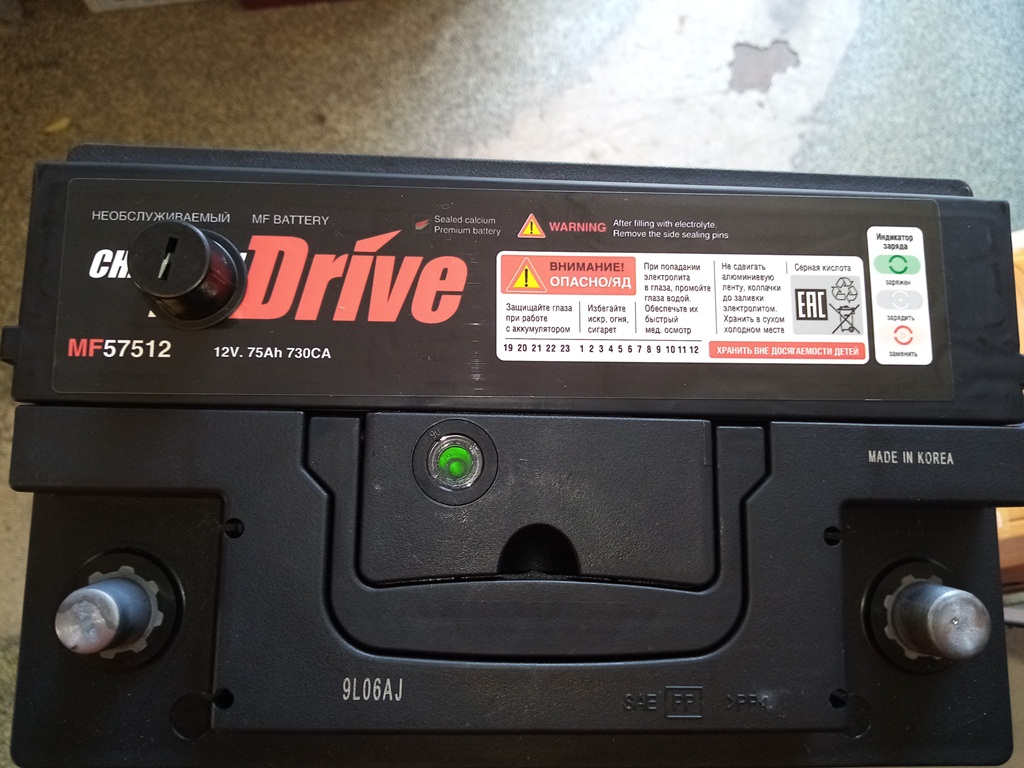 НЕОБСЛУЖИВАЕМЫЙ MF BATTERY
Sealed calcium
Premium battery
WARNING
After filling with electrolyte.
Remove the side sealing pins
Drive
MF57512
12V. 75Ah 730CA
ВНИМАНИЕ!
ОПАСНО/ЯД
Защищайте глаза
при работе
с аккумулятором
Избегайте
искр, огня,
сигарет
При попадании
электролита
в глаза, промойте
глаза водой.
Обеспечьте их
быстрый
мед. осмотр
Не сдвигать
алюминиевую
ленту, колпачки
до заливки
электролитом.
Хранить в сухом
холодном месте
Серная кислота
EAC
19 20 21 22 23 1 2 3 4 5 6 7 8 9 10 11 12
ХРАНИТЬ ВНЕ ДОСЯГАЕМОСТИ ДЕТЕЙ
Индикатор
заряда
заряжен
зарядить
заменить
MADE IN KOREA
9L06AJ
SAE PP >PP<